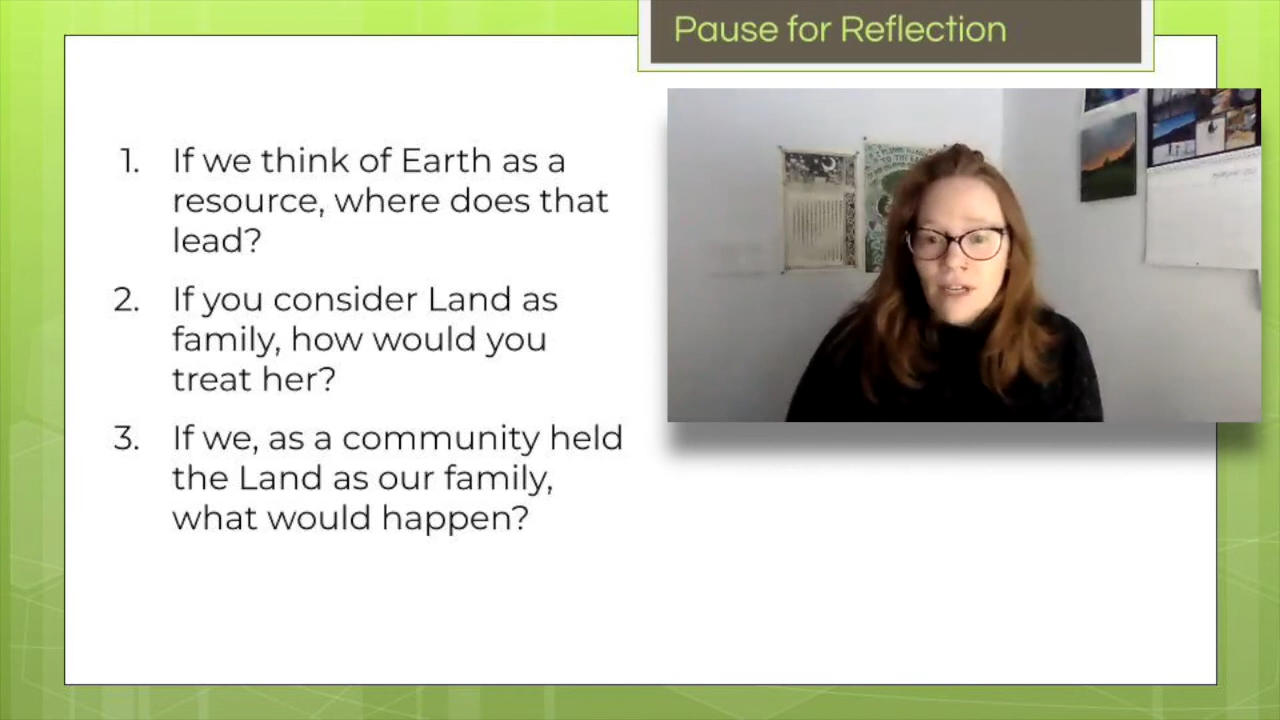 Pause for Reflection
1. If we think of Earth as a
resource, where does that
lead?
2. If you consider Land as
family, how would you
treat her?
3. If we, as a community held
the Land as our family,
what would happen?